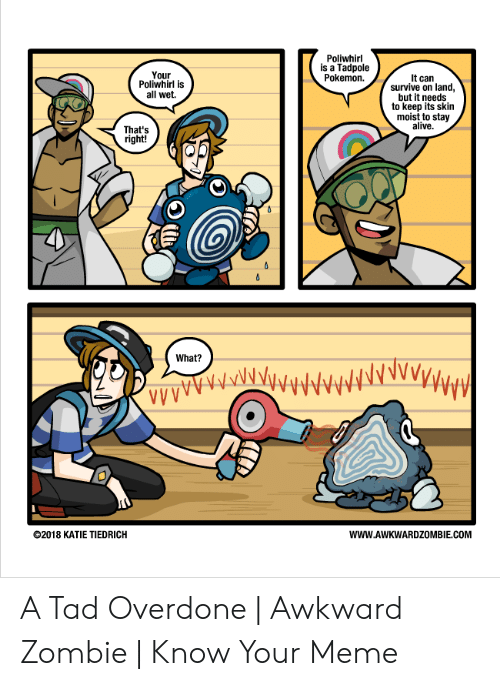 Your
Poliwhirl is
all wet.
That's
right!
Poliwhirl
is a Tadpole
Pokemon.
It can
survive on land,
but it needs
to keep its skin
moist to stay
alive.
What?
VVVVVVVVVVVVVVVVVVVVVVVVVVVVVV
©2018 KATIE TIEDRICH
WWW.AWKWARDZOMBIE.COM
A Tad Overdone | Awkward
Zombie | Know Your Meme